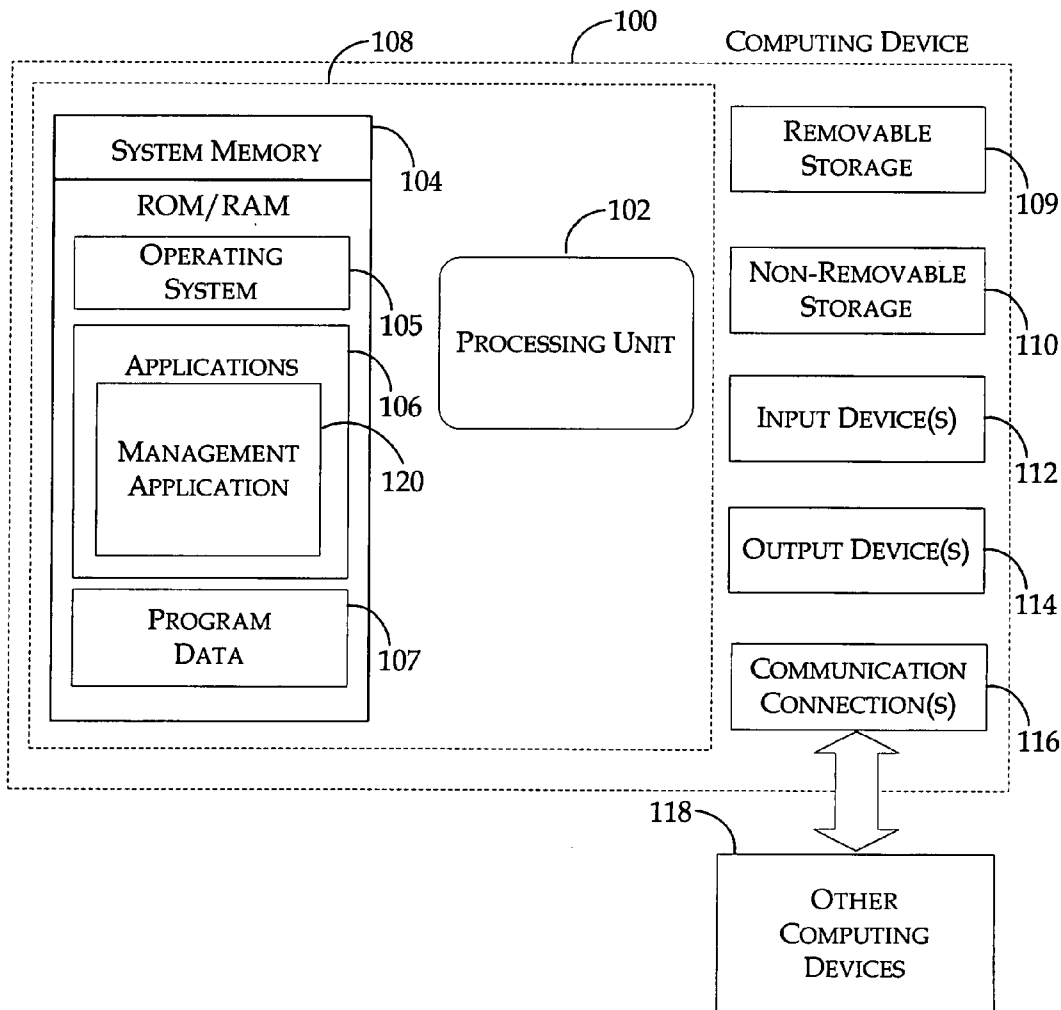 100
COMPUTING DEVICE
108
SYSTEM MEMORY
104
ROM/RAM
OPERATING
SYSTEM
105
APPLICATIONS
106
MANAGEMENT
APPLICATION
120
PROGRAM
DATA
107
102
PROCESSING UNIT
REMOVABLE
STORAGE
109
NON-REMOVABLE
STORAGE
110
INPUT DEVICE(S)
112
OUTPUT DEVICE(S)
114
COMMUNICATION
CONNECTION(S)
116
118
OTHER
COMPUTING
DEVICES